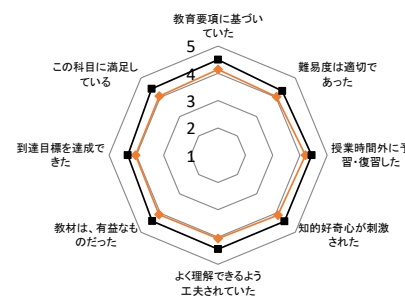 教育要項に基づい
ていた
難易度は適切で
あった
授業時間外に予
習・復習した
知的好奇心が刺激
された
よく理解できるよう
工夫されていた
教材は、有益なも
のだった
到達目標を達成で
きた
この科目に満足し
ている
5
4
3
2
1